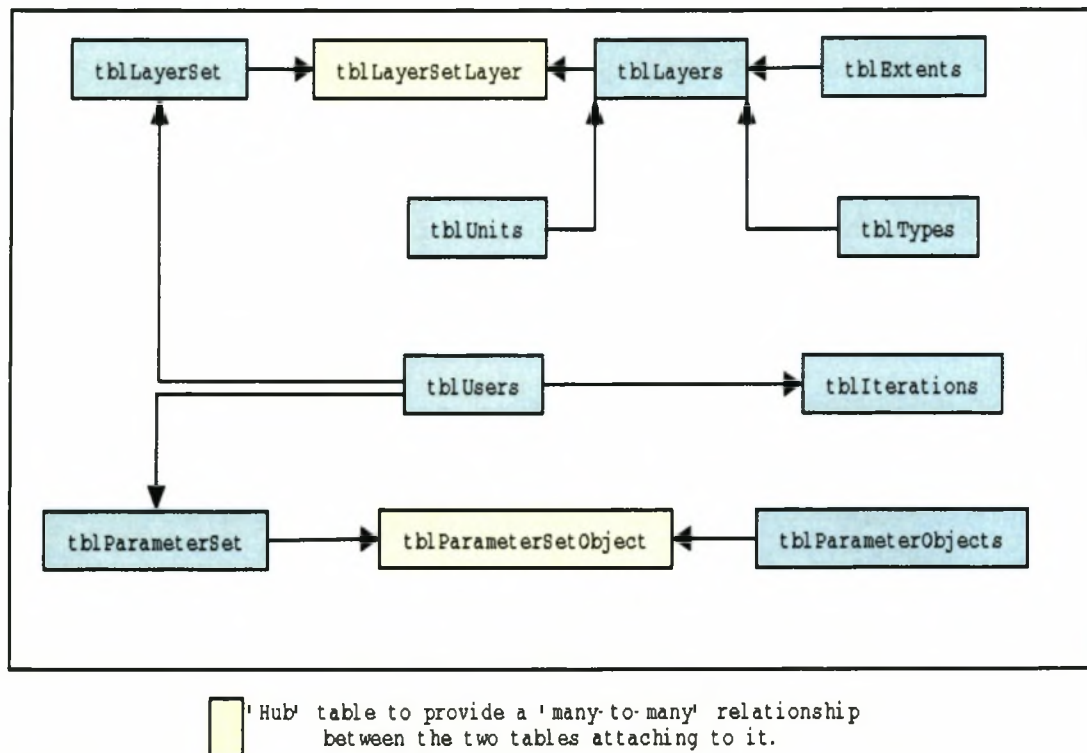 tblLayerSet
tblLayerSetLayer
tblLayers
tblExtents
tblUnits
tblTypes
tblUsers
tblIterations
tblParameterSet
tblParameterSetObject
tblParameterObjects
'Hub' table to provide a 'many-to-many' relationship
between the two tables attaching to it.